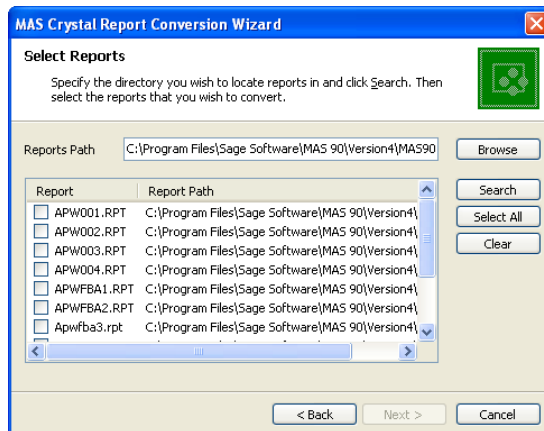 MAS Crystal Report Conversion Wizard
Select Reports
Specify the directory you wish to locate reports in and click Search. Then
select the reports that you wish to convert.
Reports Path C:\Program Files\Sage Software\MAS 90\Version4\MAS90 Browse
Report Report Path Search
APW001.RPT C:\Program Files\Sage Software\MAS 90\Version4\
Select All
APW002.RPT C:\Program Files\Sage Software\MAS 90\Version4\
APW003.RPT C:\Program Files\Sage Software\MAS 90\Version4\ Clear
APW004.RPT C:\Program Files\Sage Software\MAS 90\Version4\
APWFBA1.RPT C:\Program Files\Sage Software\MAS 90\Version4\
APWFBA2.RPT C:\Program Files\Sage Software\MAS 90\Version4\
Apwfba3.rpt C:\Program Files\Sage Software\MAS 90\Version4\
< Back Next > Cancel